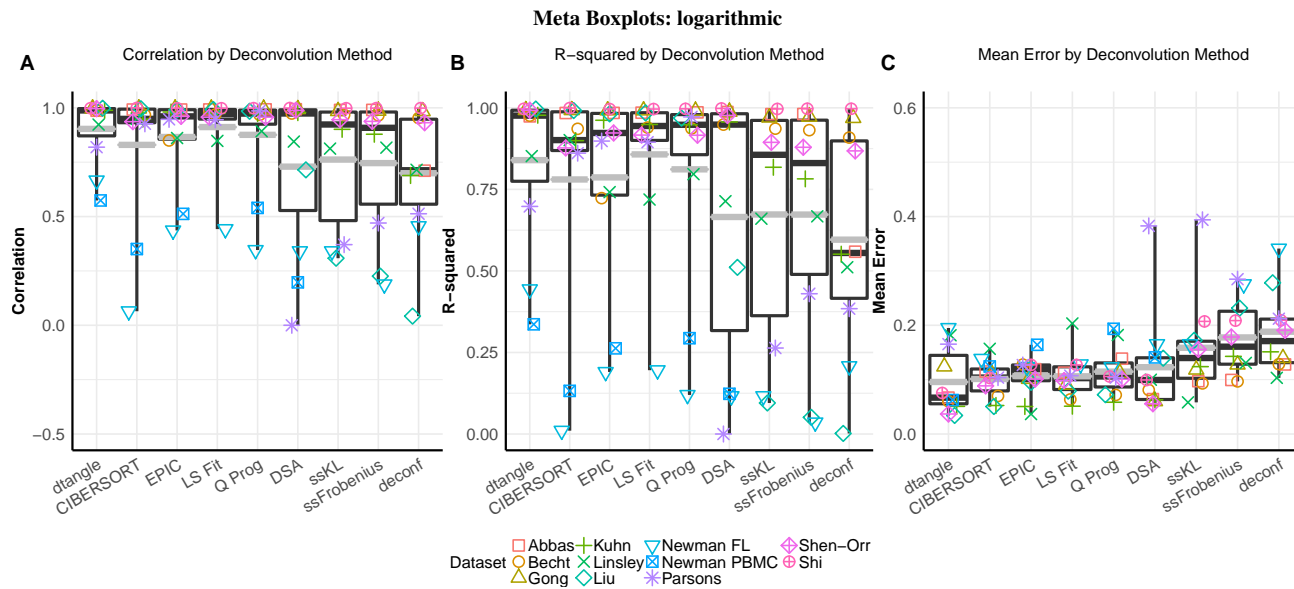 Meta Boxplots: logarithmic
A
Correlation by Deconvolution Method
Correlation
1.0
0.5
0.0
−0.5
dtangle
CIBERSORT
EPIC
LS Fit
Q Prog
DSA
ssKL
ssFrobenius
deconf
B
R−squared by Deconvolution Method
R−squared
1.00
0.75
0.50
0.25
0.00
dtangle
CIBERSORT
EPIC
LS Fit
Q Prog
DSA
ssKL
ssFrobenius
deconf
C
Mean Error by Deconvolution Method
Mean Error
0.6
0.4
0.2
0.0
dtangle
CIBERSORT
EPIC
LS Fit
Q Prog
DSA
ssKL
ssFrobenius
deconf
Dataset
Abbas
Becht
Gong
Kuhn
Linsley
Liu
Newman FL
Newman PBMC
Parsons
Shen−Orr
Shi